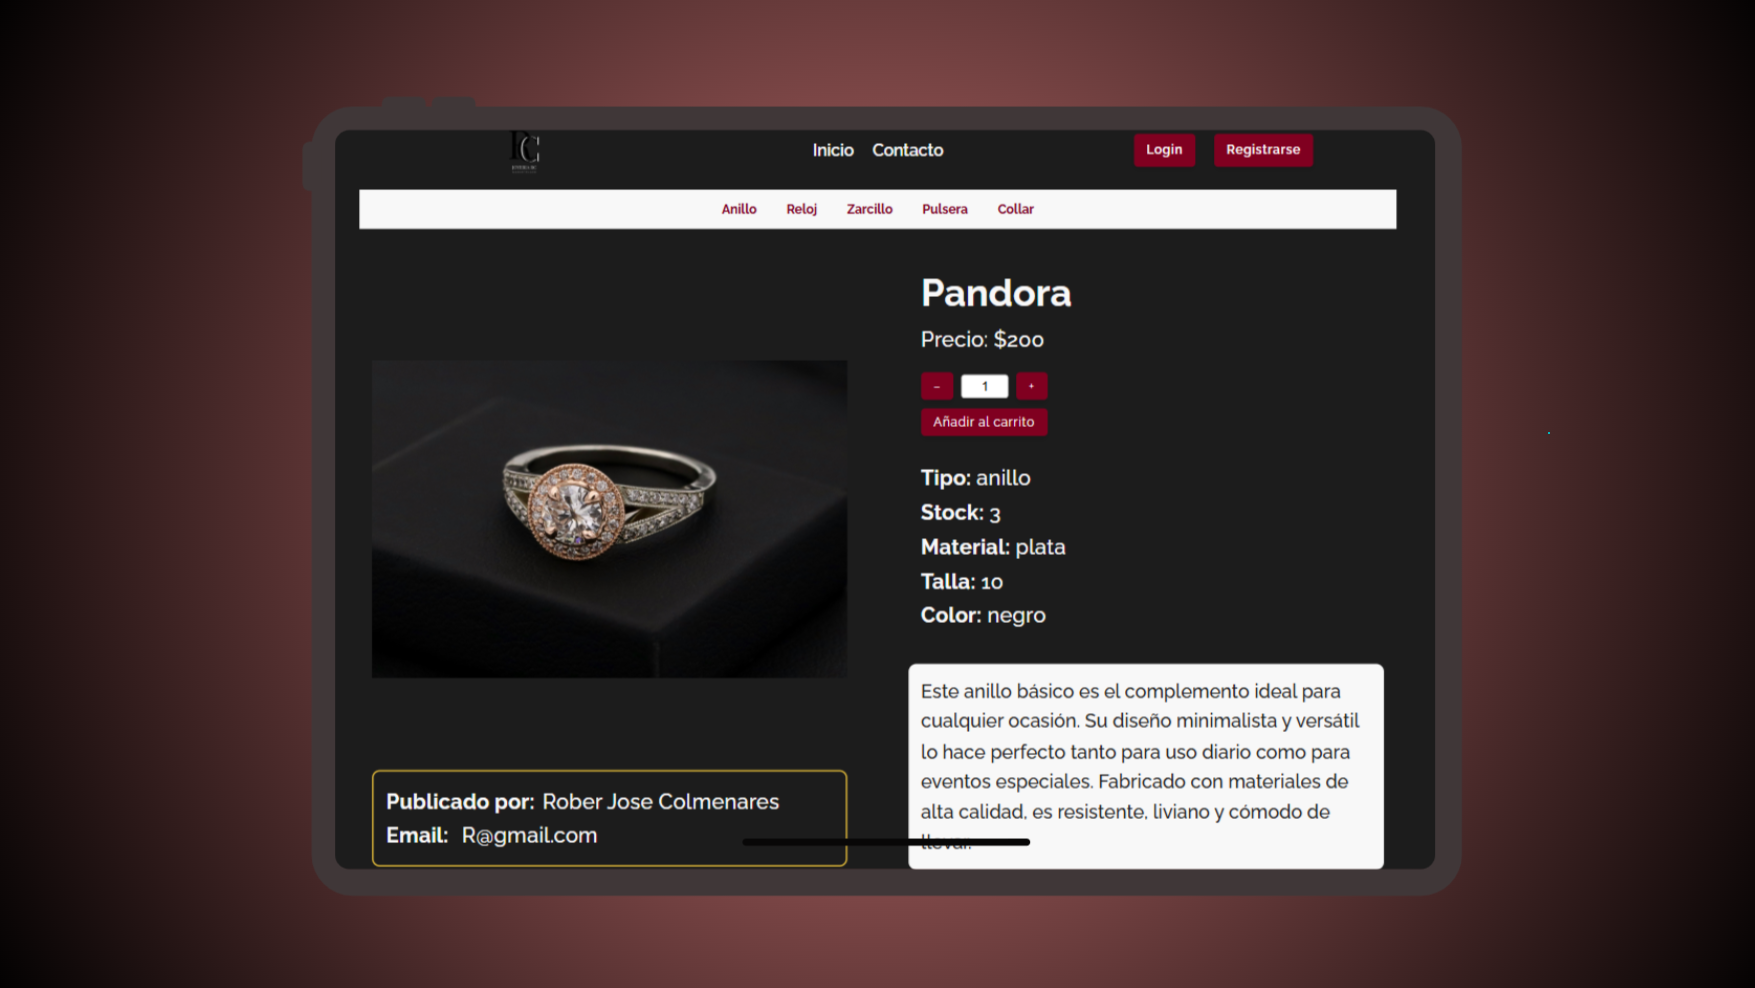 RC
Inicio Contacto
Login Registrarse
Anillo Reloj Zarcillo Pulsera Collar
Pandora
Precio: $200
- 1 +
Añadir al carrito
Tipo: anillo
Stock: 3
Material: plata
Talla: 10
Color: negro
Este anillo básico es el complemento ideal para
cualquier ocasión. Su diseño minimalista y versátil
lo hace perfecto tanto para uso diario como para
eventos especiales. Fabricado con materiales de
alta calidad, es resistente, liviano y cómodo de
llevar.
Publicado por: Rober Jose Colmenares
Email: R@gmail.com